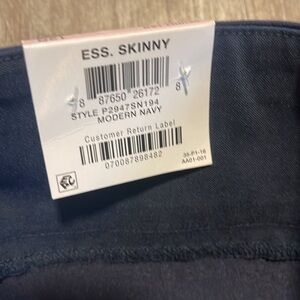 ESS. SKINNY
8 87650 26172 8
STYLE P2947SN194
MODERN NAVY
Customer Return Label
070087898482
35-P1-16
AA01-001